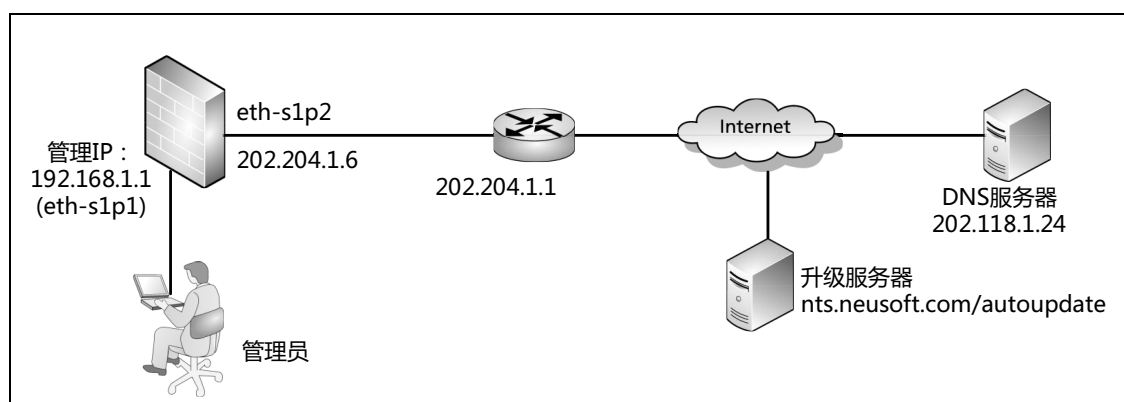 eth-s1p2
202.204.1.6
管理IP：
192.168.1.1
(eth-s1p1)
管理员
202.204.1.1
Internet
DNS服务器
202.118.1.24
升级服务器
nts.neusoft.com/autoupdate